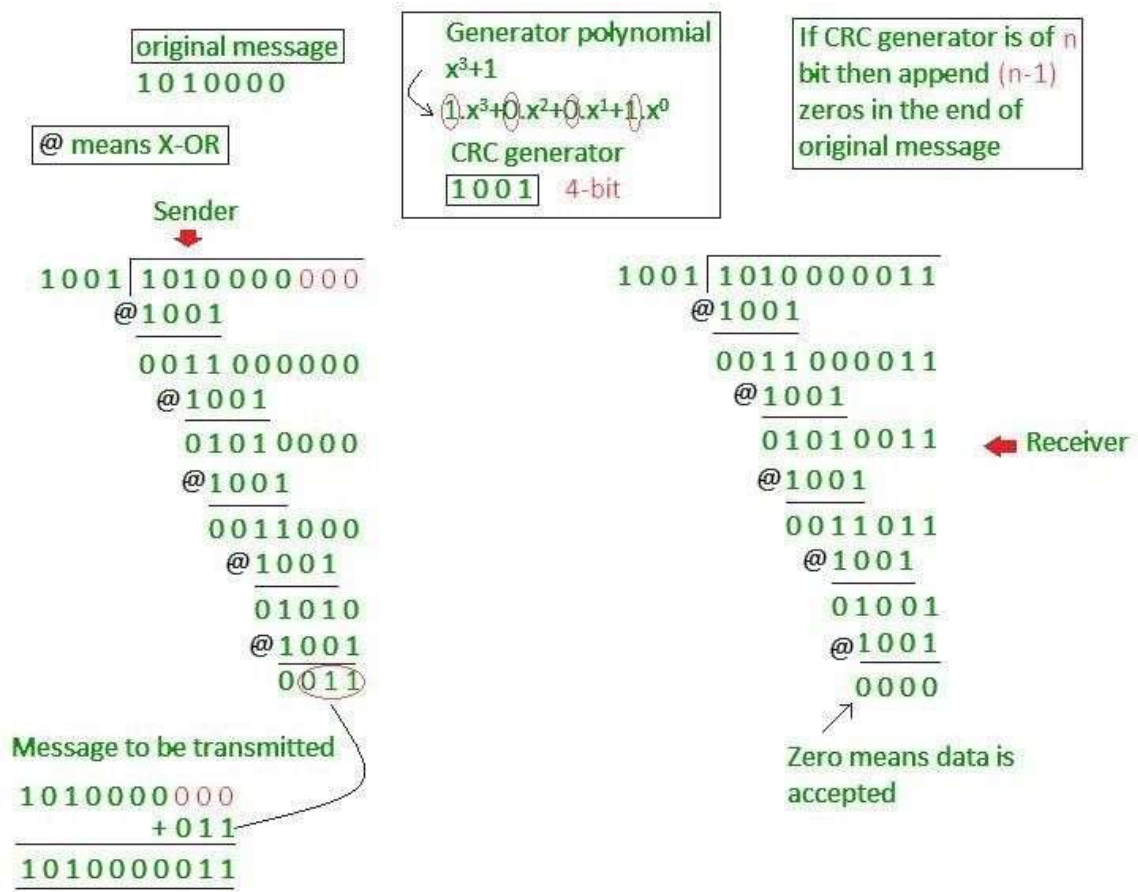 original message
1010000
@ means X-OR
Generator polynomial
x³+1
1.x³+0.x²+0.x¹+1.x⁰
CRC generator
1001 4-bit
If CRC generator is of n
bit then append (n-1)
zeros in the end of
original message
Sender
1001 1010000000
@1001
0011000000
@1001
01010000
@1001
0011000
@1001
01010
@1001
0011
Message to be transmitted
1010000000
+011
1010000011
1001 1010000011
@1001
0011000011
@1001
01010011
@1001
0011011
@1001
01001
@1001
0000
Receiver
Zero means data is
accepted